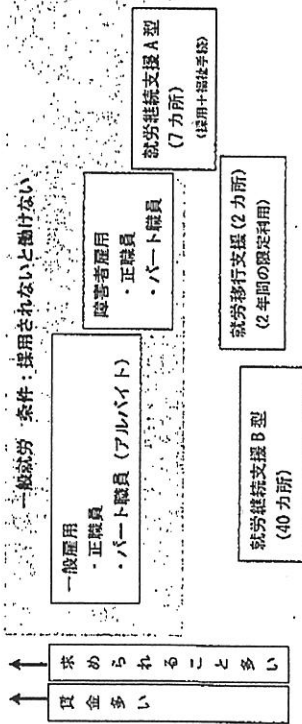 一般就労 条件:採用されないと働けない
一般雇用
・正職員
・パート職員(アルバイト)
障害者雇用
・正職員
・パート職員
就労継続支援A型
(7カ所)
(採用+福祉手続)
就労移行支援(2カ所)
(2年間の限定利用)
就労継続支援B型
(40カ所)
求められること多い
賃金多い